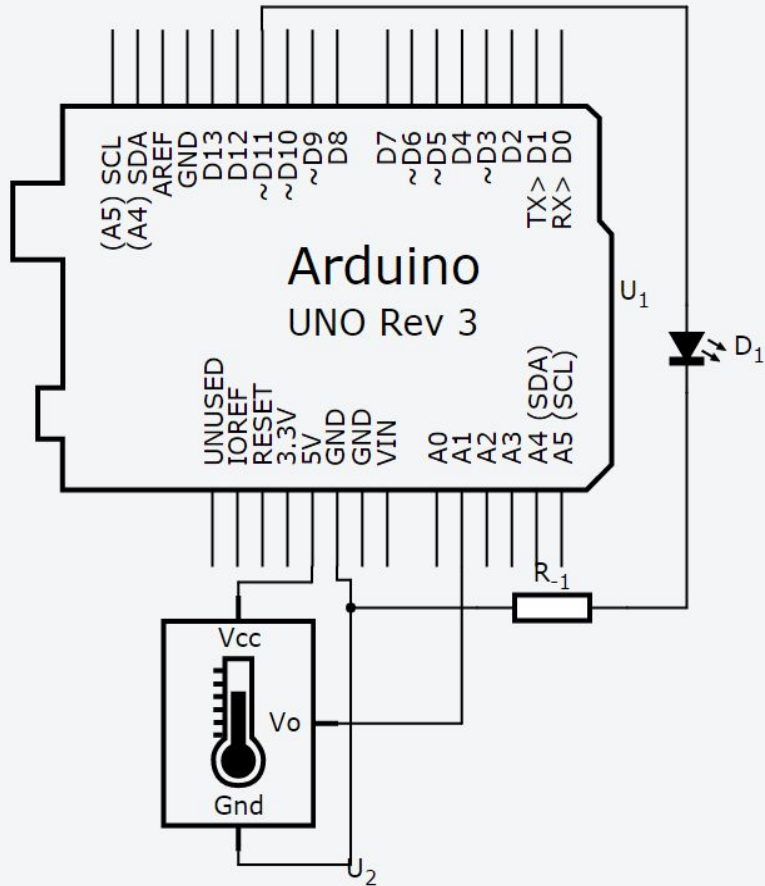 (A5) SCL
(A4) SDA
AREF
GND
D13
D12
~D11
~D10
~D9
D8
D7
~D6
~D5
D4
~D3
D2
TX> D1
RX> D0
Arduino
UNO Rev 3
U1
D1
UNUSED
IOREF
RESET
3.3V
5V
GND
GND
VIN
A0
A1
A2
A3
A4 (SDA)
A5 (SCL)
R-1
Vcc
Vo
Gnd
U2